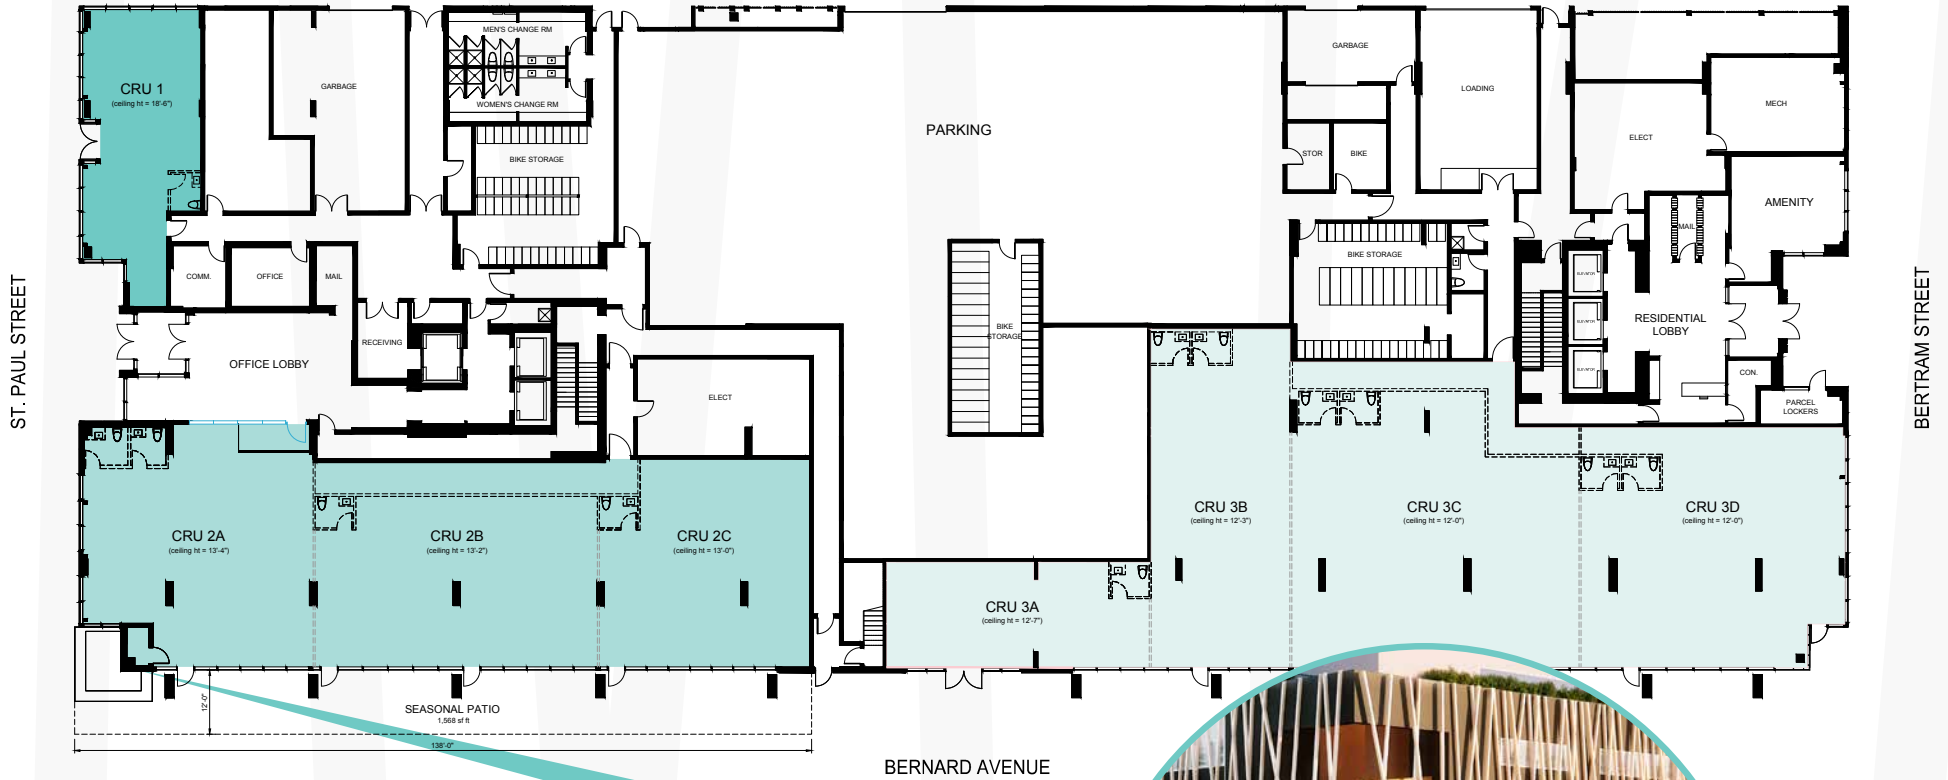 MEN'S CHANGE RM
WOMEN'S CHANGE RM
GARBAGE
CRU 1
(ceiling ht = 18'-6")
GARBAGE
BIKE STORAGE
PARKING
LOADING
MECH
ELECT
STOR
BIKE
AMENITY
MAIL
BIKE STORAGE
COMM.
OFFICE
MAIL
ST. PAUL STREET
BERTRAM STREET
ELEVATOR
ELEVATOR
ELEVATOR
RESIDENTIAL
LOBBY
BIKE
STORAGE
RECEIVING
OFFICE LOBBY
CON.
PARCEL
LOCKERS
ELECT
CRU 2A
(ceiling ht = 13'-4")
CRU 2B
(ceiling ht = 13'-2")
CRU 2C
(ceiling ht = 13'-0")
CRU 3B
(ceiling ht = 12'-3")
CRU 3C
(ceiling ht = 12'-0")
CRU 3D
(ceiling ht = 12'-0")
CRU 3A
(ceiling ht = 12'-7")
12'-0"
SEASONAL PATIO
1,568 sf ft
138'-0"
BERNARD AVENUE